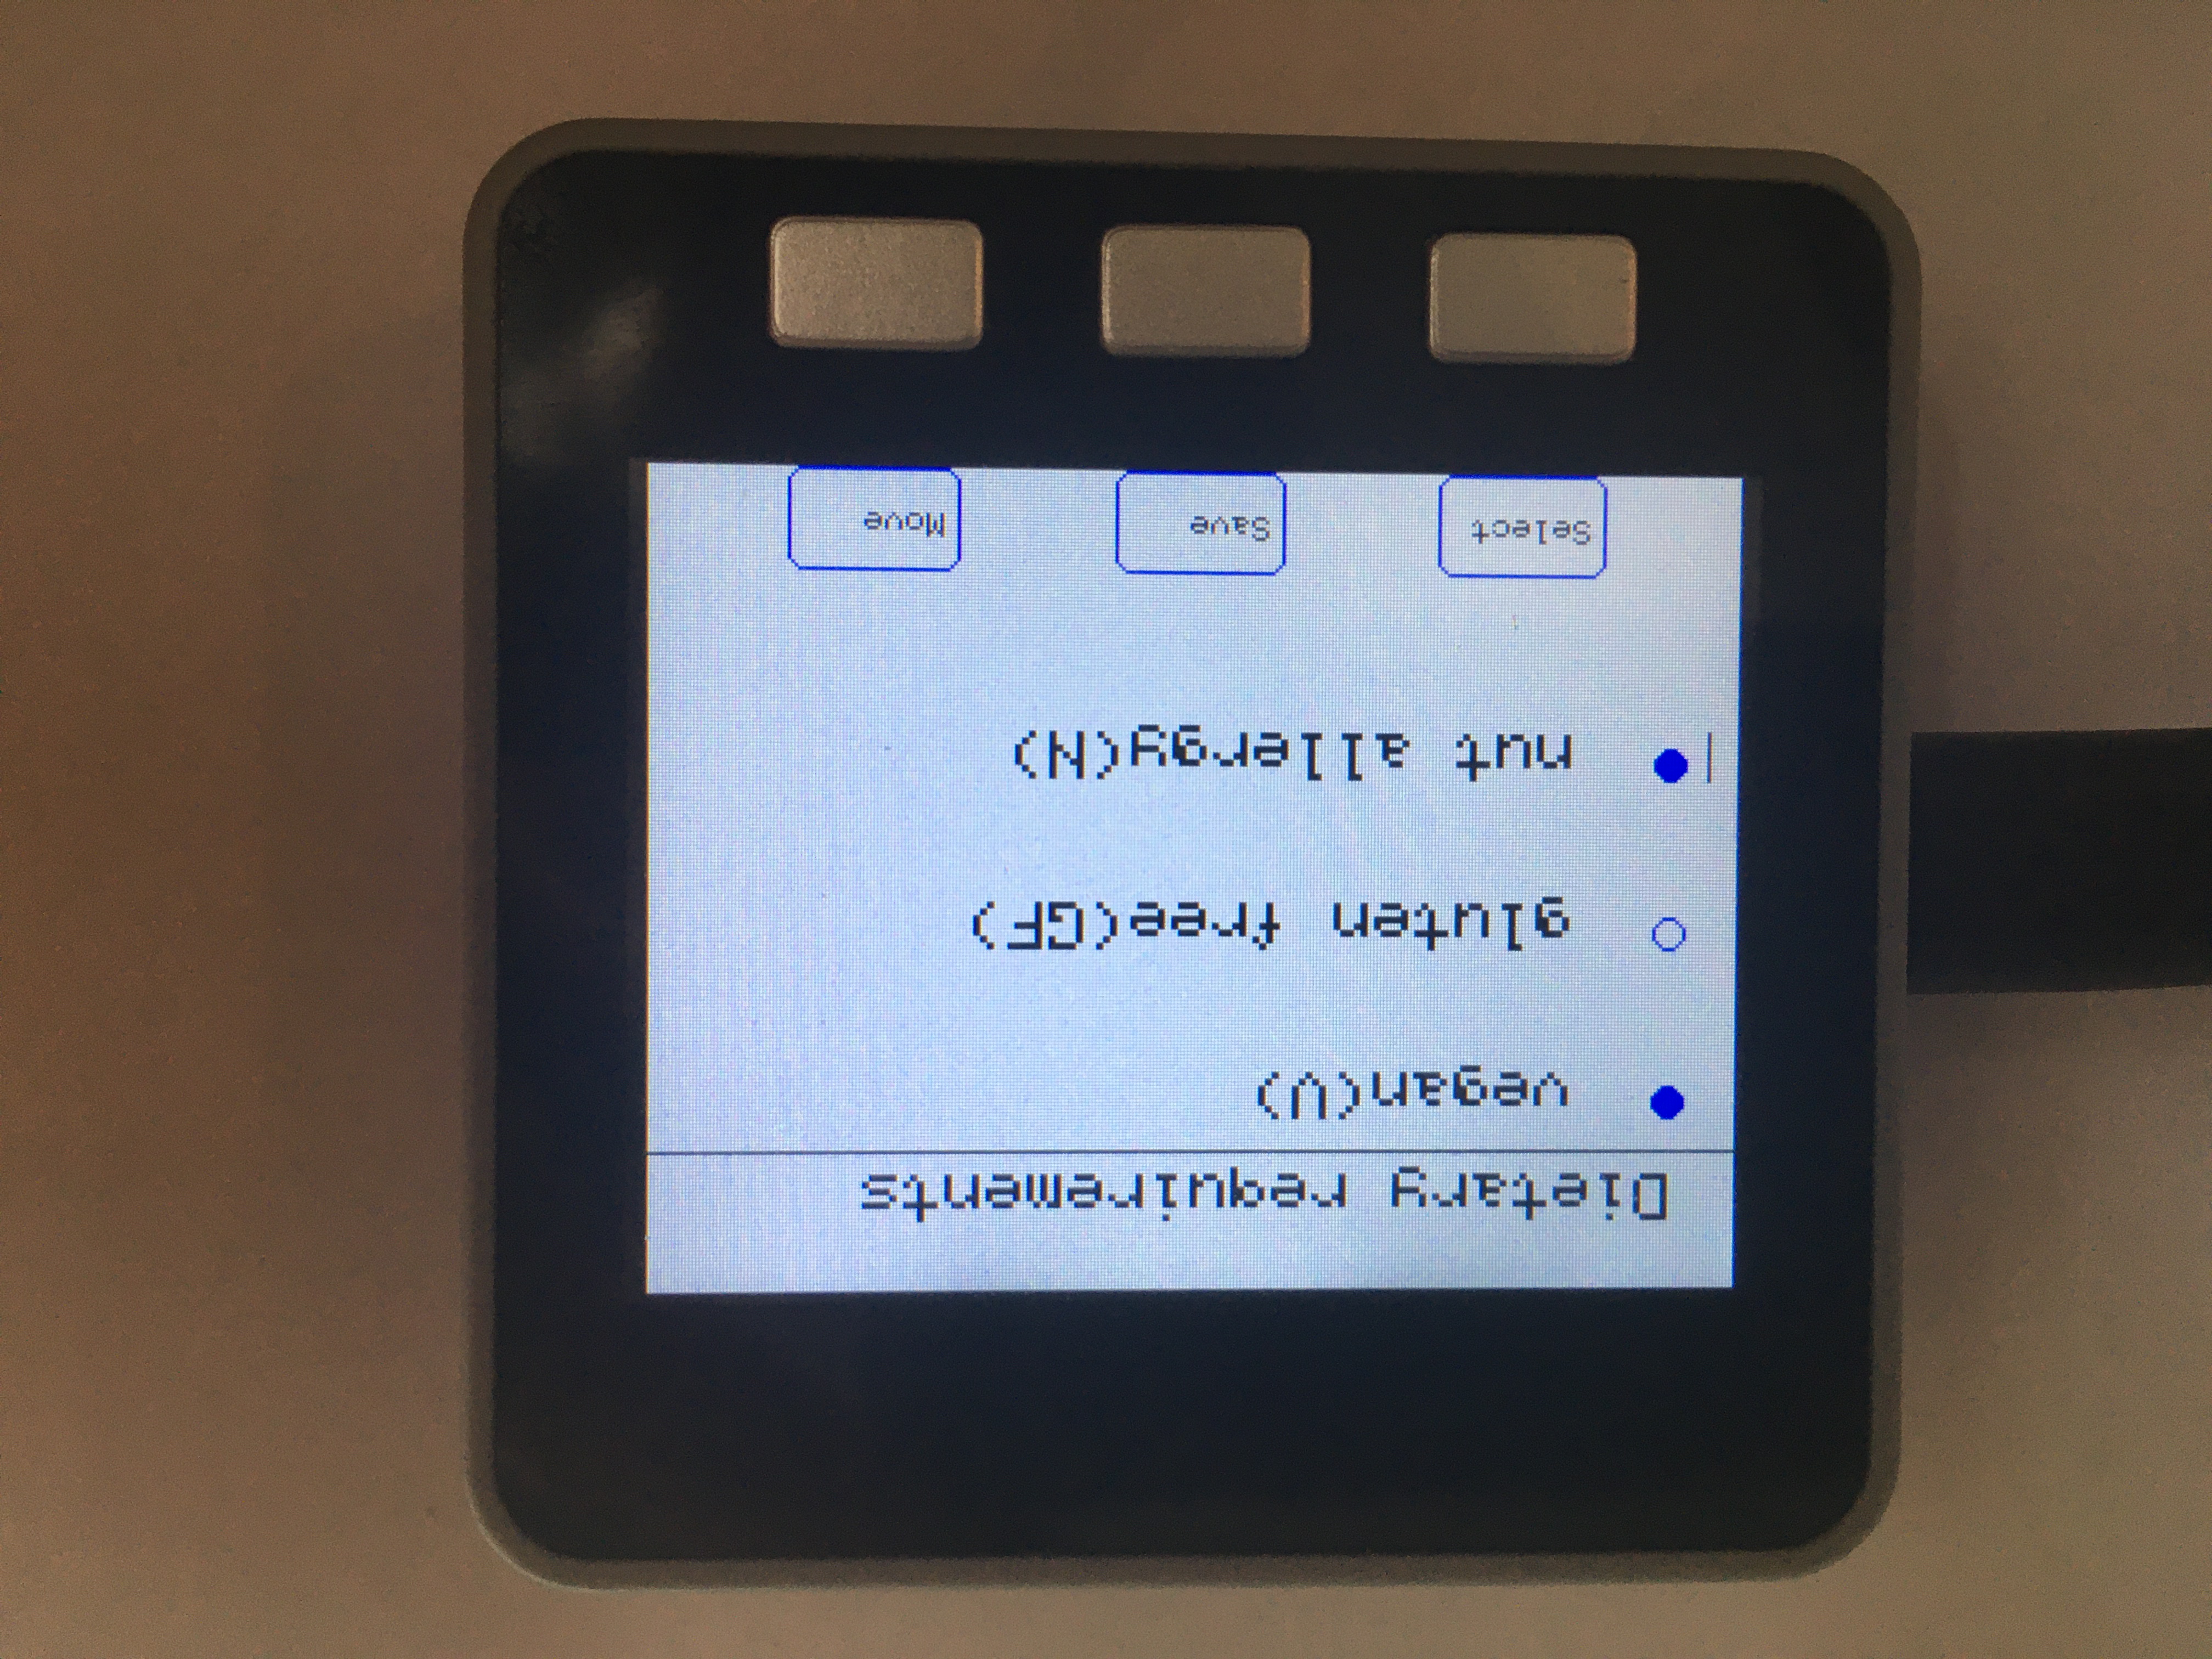 Dietary requirements
vegan(V)
gluten free(GF)
nut allergy(N)
Select Save Move